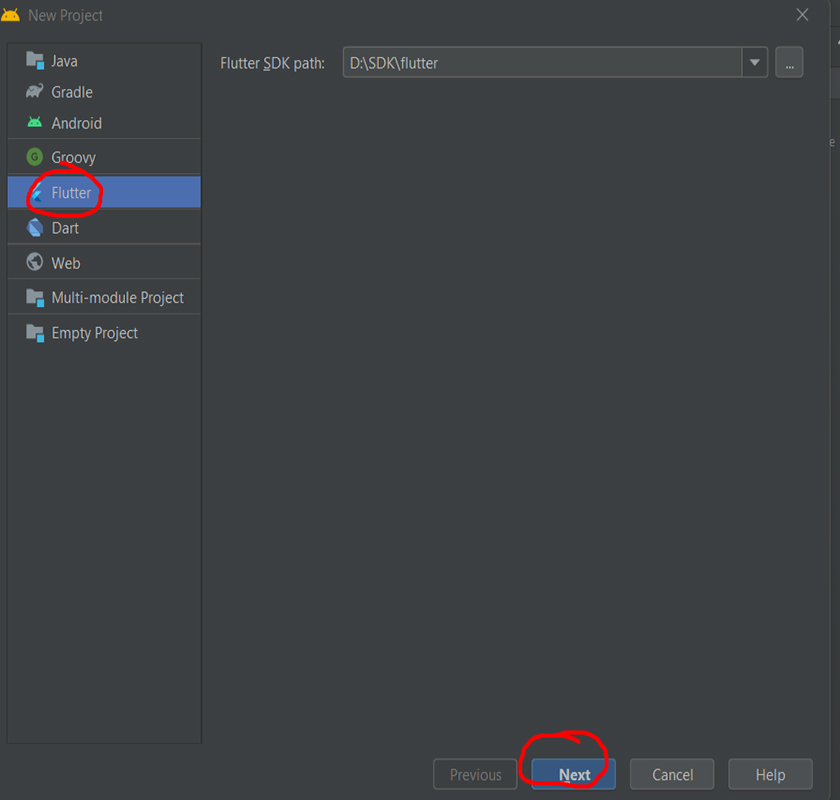 New Project
Java
Gradle
Android
Groovy
Flutter
Dart
Web
Multi-module Project
Empty Project
Flutter SDK path:
D:\SDK\flutter
...
Previous
Next
Cancel
Help